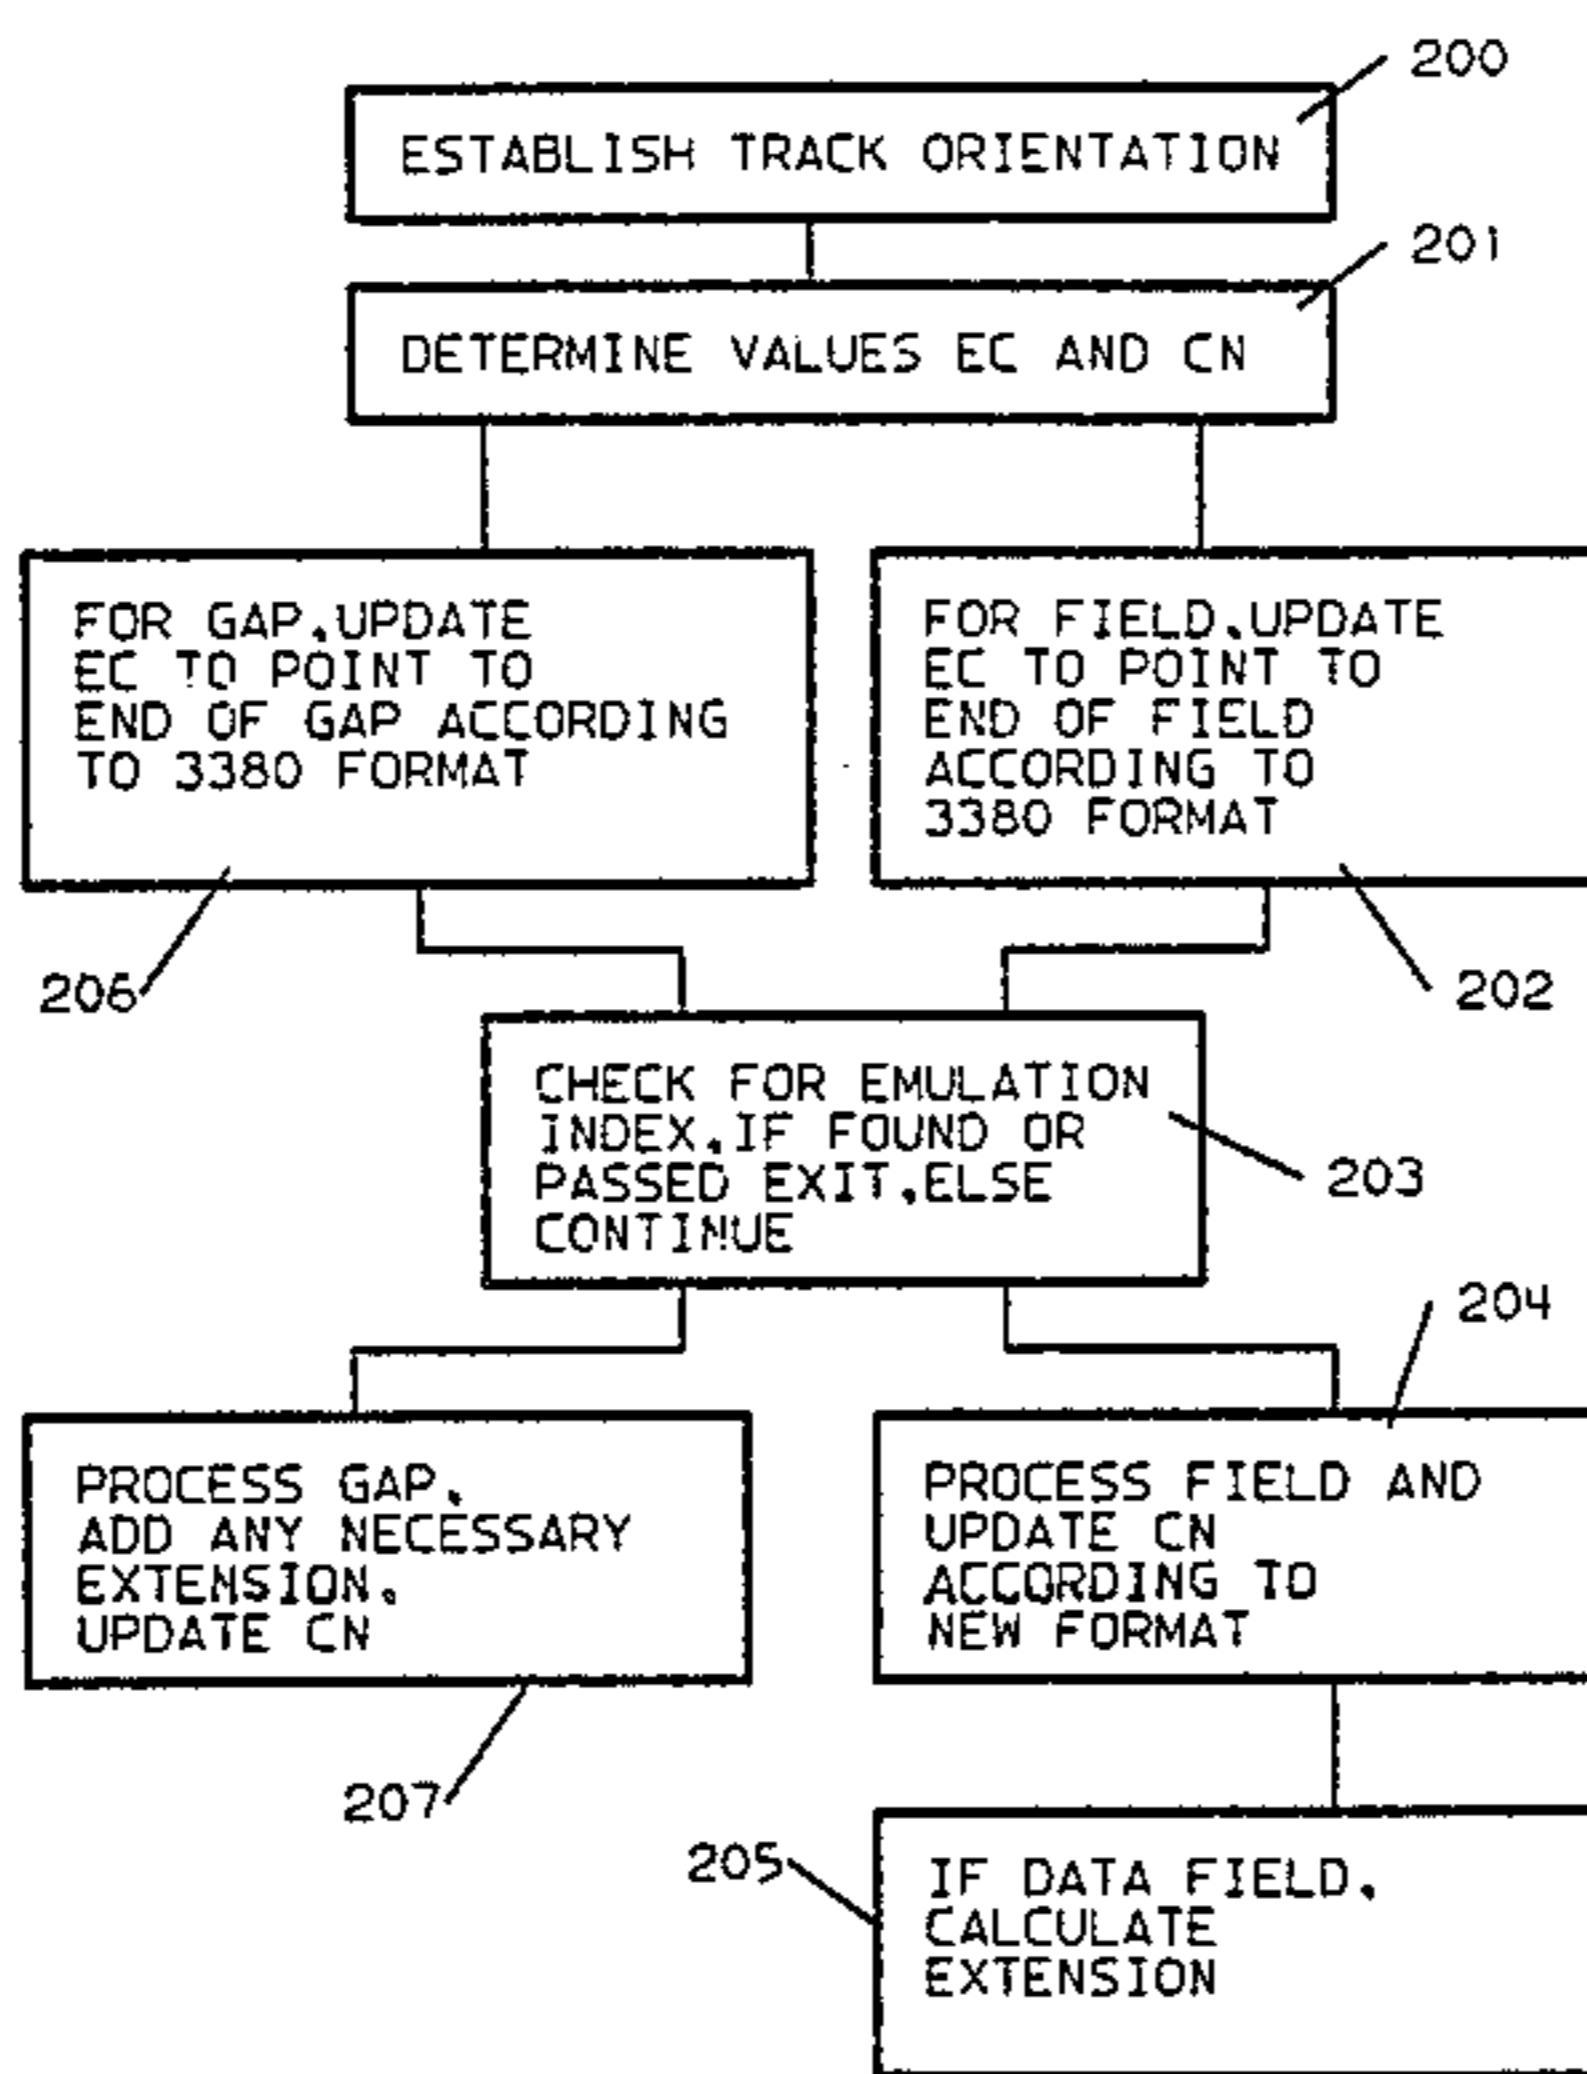 200
ESTABLISH TRACK ORIENTATION
201
DETERMINE VALUES EC AND CN
FOR GAP,UPDATE
EC TO POINT TO
END OF GAP ACCORDING
TO 3380 FORMAT
206
FOR FIELD,UPDATE
EC TO POINT TO
END OF FIELD
ACCORDING TO
3380 FORMAT
202
CHECK FOR EMULATION
INDEX,IF FOUND OR
PASSED EXIT,ELSE
CONTINUE
203
204
PROCESS GAP,
ADD ANY NECESSARY
EXTENSION,
UPDATE CN
207
PROCESS FIELD AND
UPDATE CN
ACCORDING TO
NEW FORMAT
205
IF DATA FIELD,
CALCULATE
EXTENSION